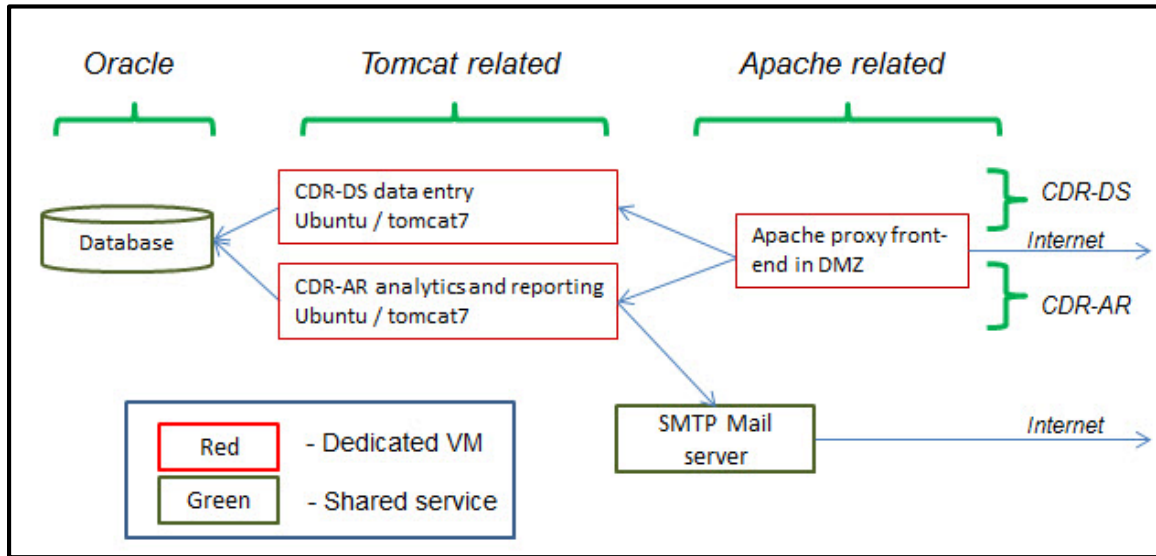 Oracle
Tomcat related
Apache related
CDR-DS data entry
Ubuntu / tomcat7
CDR-DS
Database
Apache proxy front-
end in DMZ
Internet
CDR-AR analytics and reporting
Ubuntu / tomcat7
CDR-AR
SMTP Mail
server
Internet
Red
- Dedicated VM
Green
- Shared service